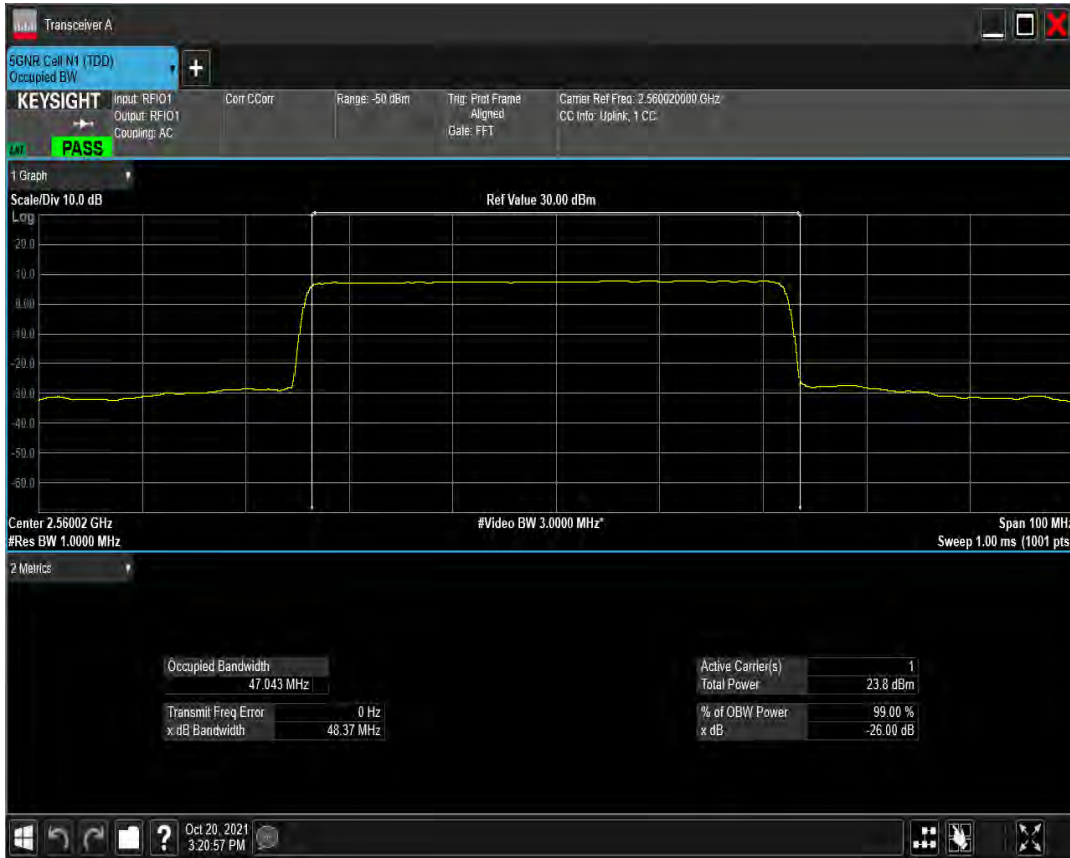 Transceiver A
5GNR Cell N1 (TDD)
Occupied BW
KEYSIGHT
Input: RFIO1
Output: RFIO1
Coupling: AC
Corr CCorr
Range: -50 dBm
Trig: Prot Frame
Aligned
Gate: FFT
Carrier Ref Freq: 2.560020000 GHz
CC Info: Uplink, 1 CC
PASS
1 Graph
Scale/Div 10.0 dB
Ref Value 30.00 dBm
Log
20.0
10.0
0.00
-10.0
-20.0
-30.0
-40.0
-50.0
-60.0
Center 2.56002 GHz
#Video BW 3.0000 MHz*
Span 100 MHz
#Res BW 1.0000 MHz
Sweep 1.00 ms (1001 pts
2 Metrics
Occupied Bandwidth
47.043 MHz
Transmit Freq Error 0 Hz
x dB Bandwidth 48.37 MHz
Active Carrier(s) 1
Total Power 23.8 dBm
% of OBW Power 99.00 %
x dB -26.00 dB
?
Oct 20, 2021
3:20:57 PM